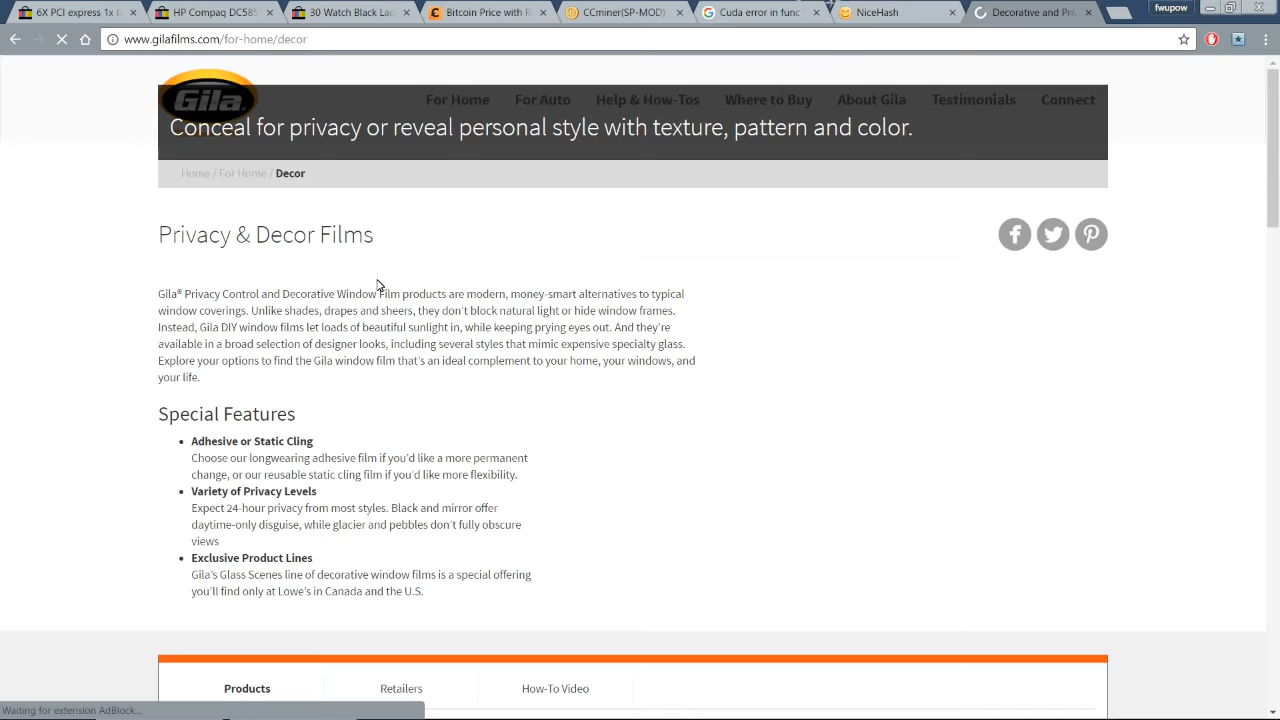 6X PCI express 1x t
HP Compaq DC585
30 Watch Black La
Bitcoin Price with R
CCminer(SP-MOD)
Cuda error in func
NiceHash
Decorative and Pri
fwupow
www.gilafilms.com/for-home/decor
Gila
For Home For Auto Help & How-Tos Where to Buy About Gila Testimonials Connect
Conceal for privacy or reveal personal style with texture, pattern and color.
Home / For Home / Decor
Privacy & Decor Films
Gila® Privacy Control and Decorative Window Film products are modern, money-smart alternatives to typical
window coverings. Unlike shades, drapes and sheers, they don't block natural light or hide window frames.
Instead, Gila DIY window films let loads of beautiful sunlight in, while keeping prying eyes out. And they're
available in a broad selection of designer looks, including several styles that mimic expensive specialty glass.
Explore your options to find the Gila window film that's an ideal complement to your home, your windows, and
your life.
Special Features
• Adhesive or Static Cling
Choose our longwearing adhesive film if you'd like a more permanent
change, or our reusable static cling film if you'd like more flexibility.
• Variety of Privacy Levels
Expect 24-hour privacy from most styles. Black and mirror offer
daytime-only disguise, while glacier and pebbles don't fully obscure
views
• Exclusive Product Lines
Gila's Glass Scenes line of decorative window films is a special offering
you'll find only at Lowe's in Canada and the U.S.
Products Retailers How-To Video
Waiting for extension AdBlock...